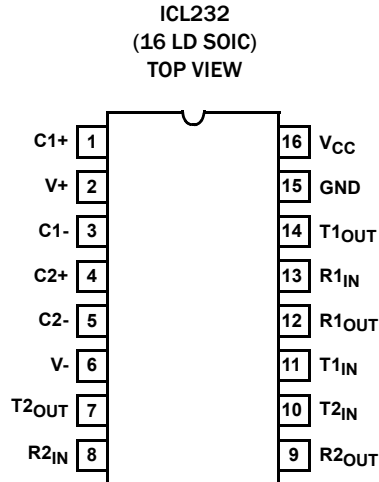 ICL232
(16 LD SOIC)
TOP VIEW
C1+ 1 16 VCC
V+ 2 15 GND
C1- 3 14 T1OUT
C2+ 4 13 R1IN
C2- 5 12 R1OUT
V- 6 11 T1IN
T2OUT 7 10 T2IN
R2IN 8 9 R2OUT